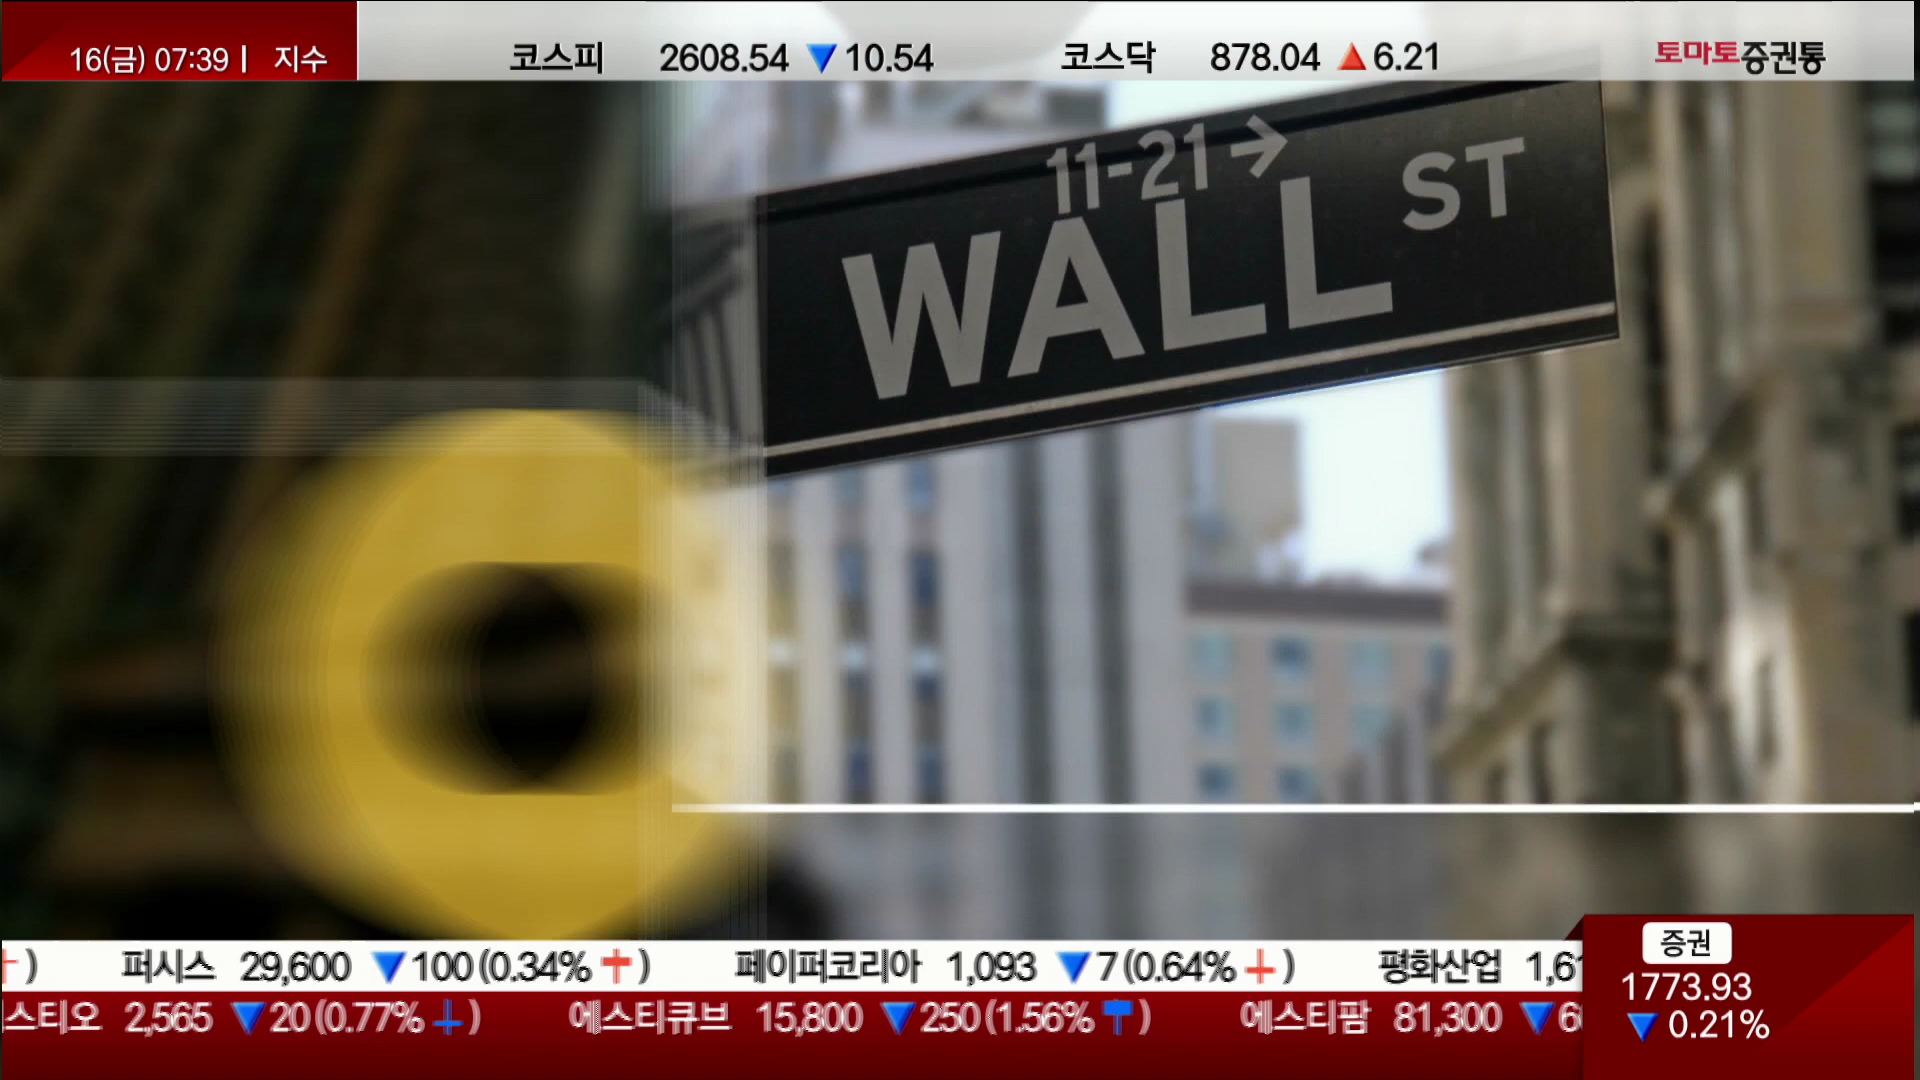 16(금) 07:39 | 지수 코스피 2608.54 ▼ 10.54 코스닥 878.04 ▲ 6.21 토마토증권통
11-21 →
WALL ST
) 퍼시스 29,600 ▼100(0.34% ) 페이퍼코리아 1,093 ▼7(0.64% ) 평화산업
스티오 2,565 ▼20(0.77% ) 에스티큐브 15,800 ▼250(1.56% ) 에스티팜 81,300 ▼
증권
1773.93
▼ 0.21%